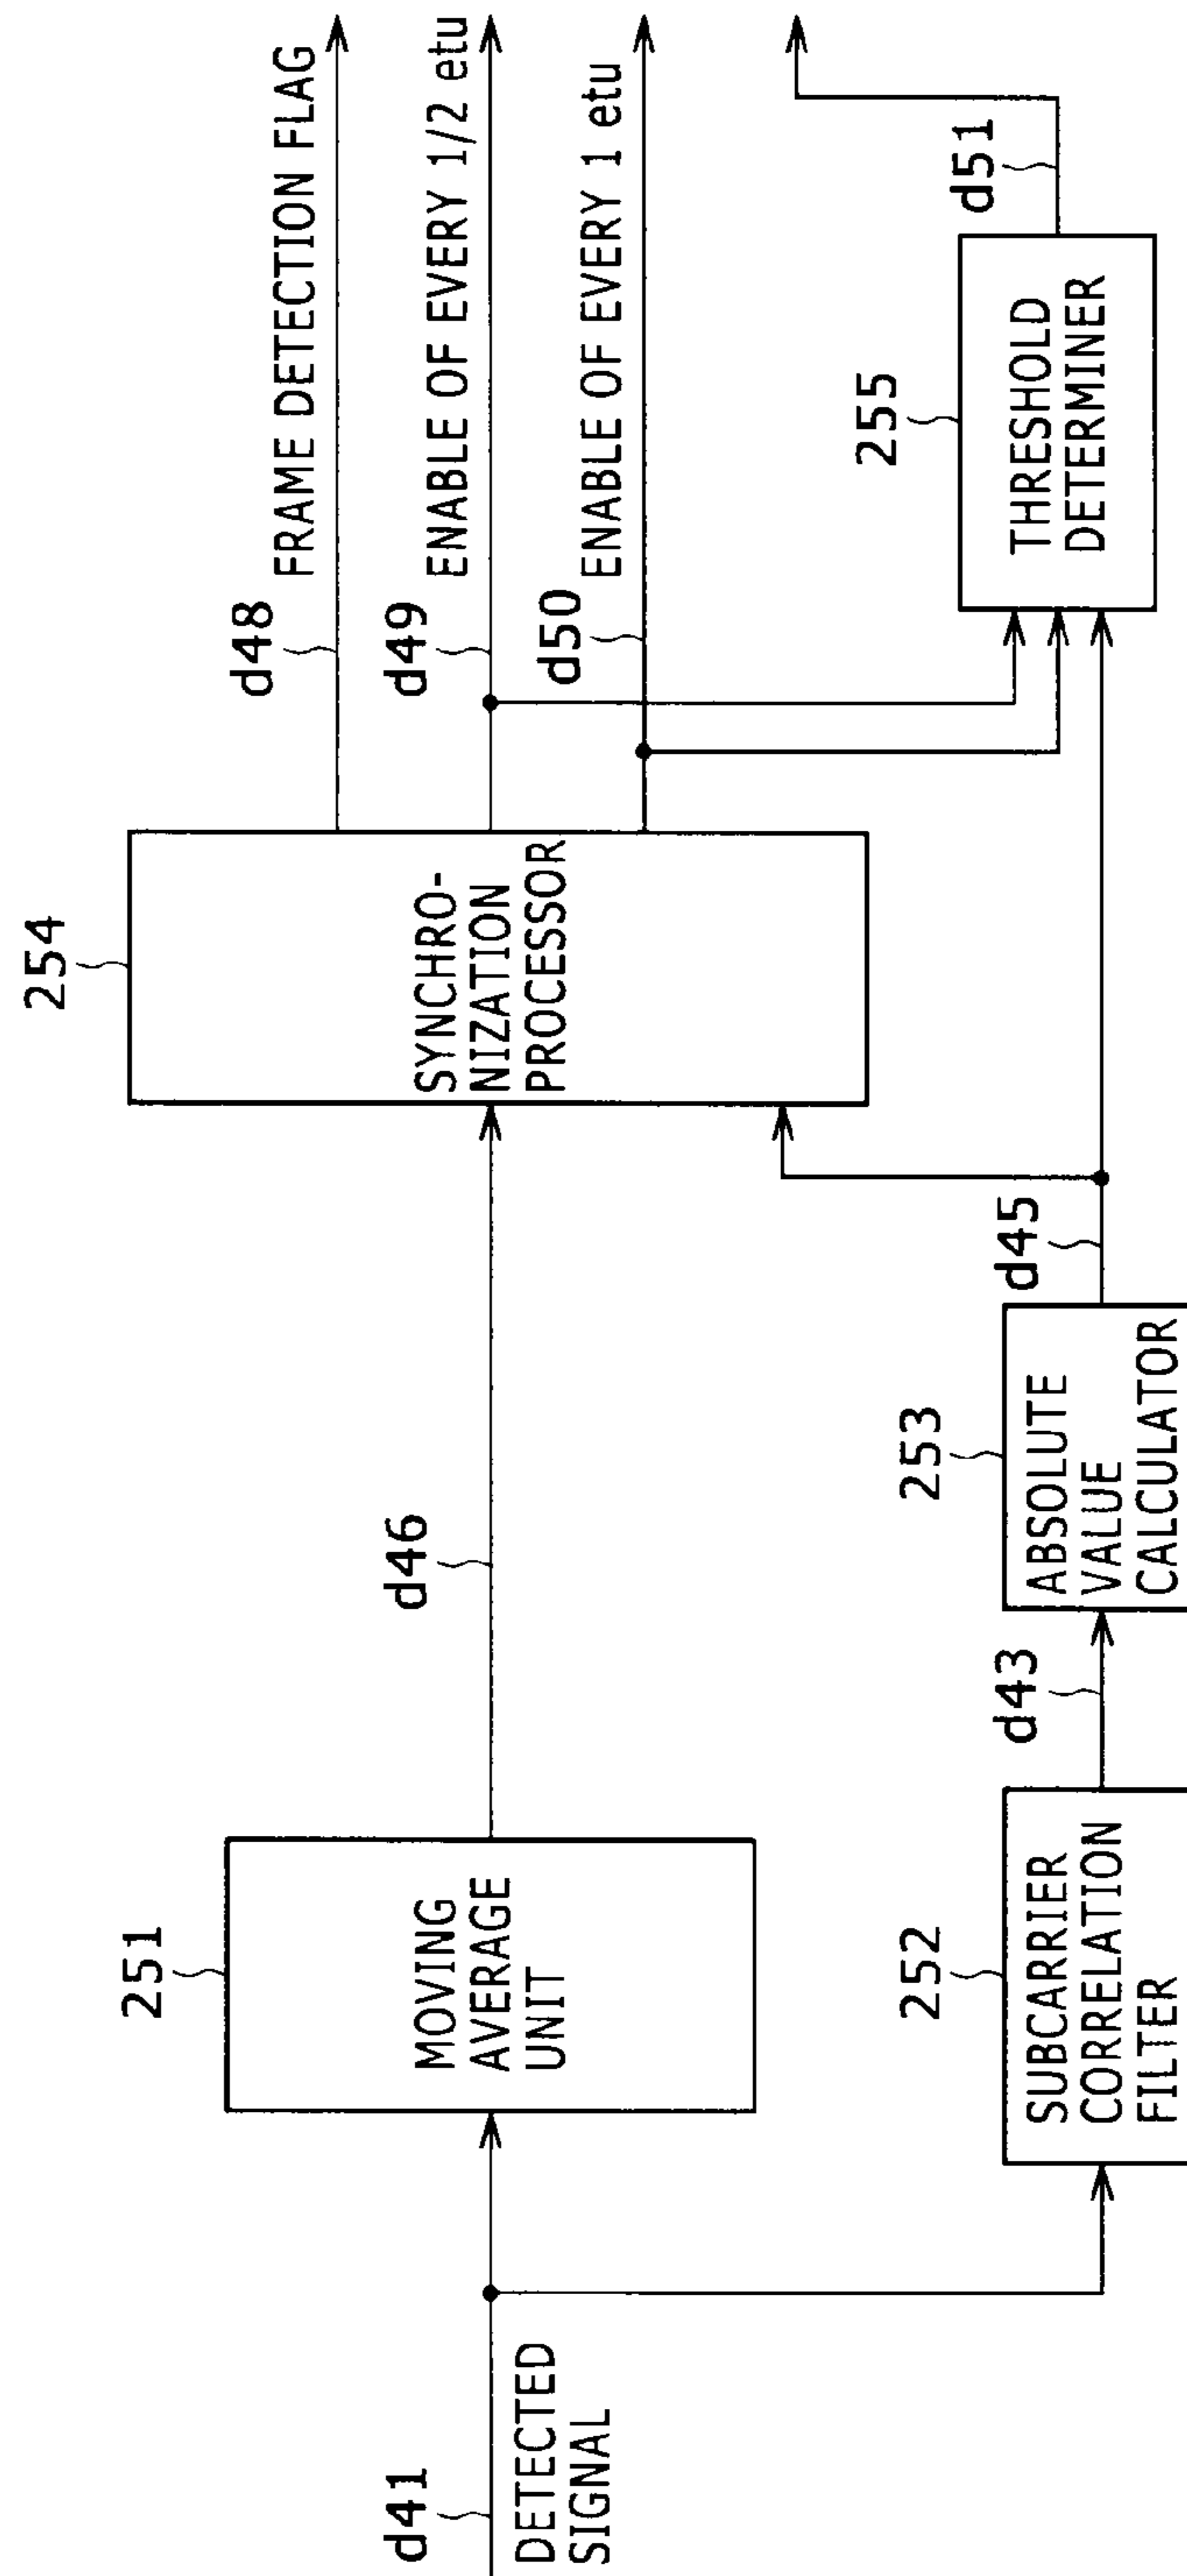 d41
DETECTED
SIGNAL
251
MOVING
AVERAGE
UNIT
252
SUBCARRIER
CORRELATION
FILTER
d43
253
ABSOLUTE
VALUE
CALCULATOR
d45
d46
254
SYNCHRO-
NIZATION
PROCESSOR
d48
FRAME DETECTION FLAG
d49
ENABLE OF EVERY 1/2 etu
d50
ENABLE OF EVERY 1 etu
255
THRESHOLD
DETERMINER
d51